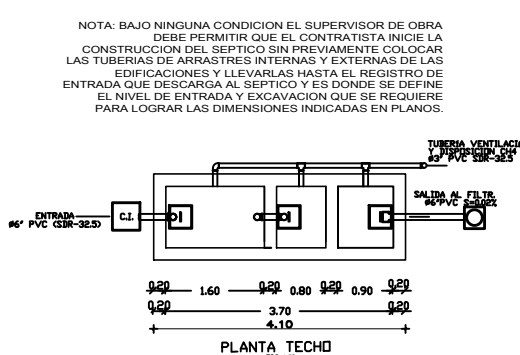 NOTA: BAJO NINGUNA CONDICION EL SUPERVISOR DE OBRA
DEBE PERMITIR QUE EL CONTRATISTA INICIE LA
CONSTRUCCION DEL SEPTICO SIN PREVIAMENTE COLOCAR
LAS TUBERIAS DE ARRASTRES INTERNAS Y EXTERNAS DE LAS
EDIFICACIONES Y LLEVARLAS HASTA EL REGISTRO DE
ENTRADA QUE DESCARGA AL SEPTICO Y ES DONDE SE DEFINE
EL NIVEL DE ENTRADA Y EXCAVACION QUE SE REQUIERE
PARA LOGRAR LAS DIMENSIONES INDICADAS EN PLANOS.
TUBERIA VENTILACI
Y DISPOSICION CH4
ø3" PVC SDR-32.5
SALIDA AL FILTR.
ø6"PVC S=0.02%
ENTRADA
ø6" PVC (SDR-32.5)
C.I.
0.20 1.60 0.20 0.80 0.20 0.90 0.20
0.20 3.70 0.20
4.10
PLANTA TECHO